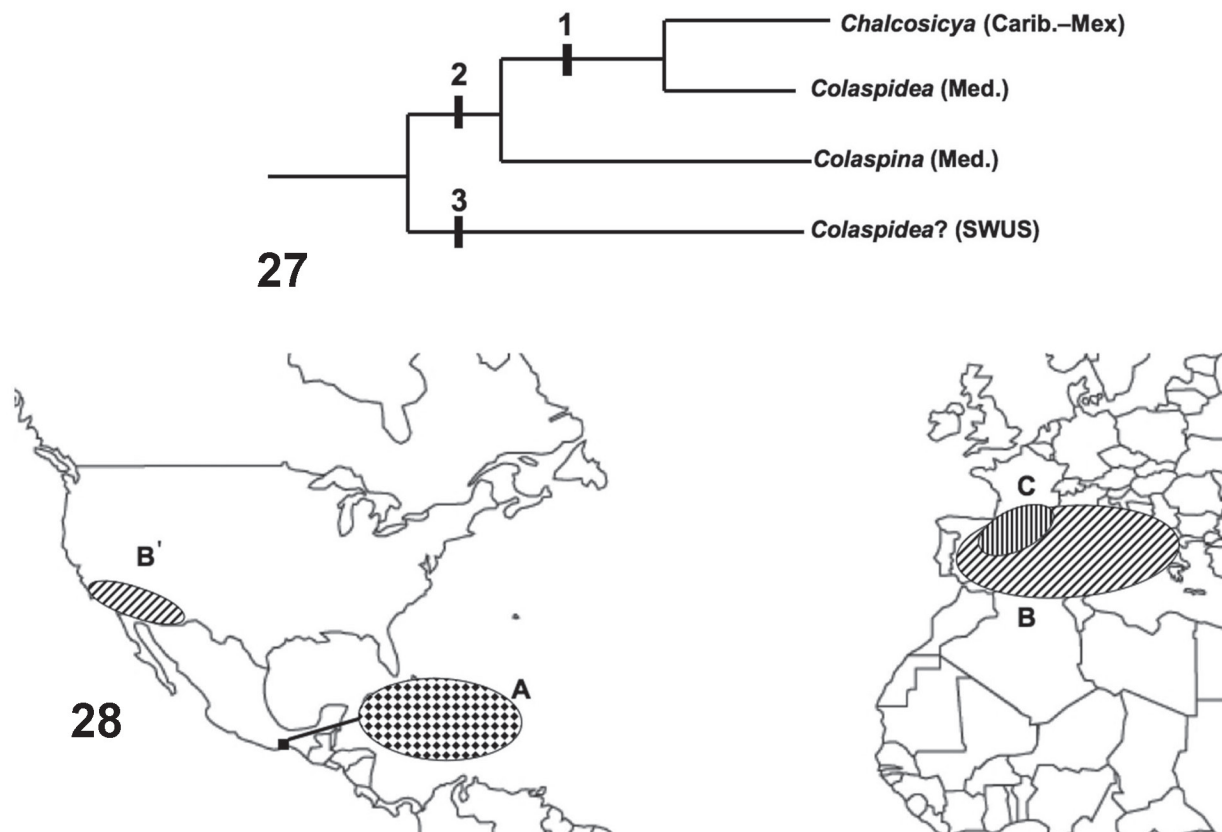 1
Chalcosicya (Carib.–Mex)
2
Colaspidea (Med.)
Colaspina (Med.)
3
Colaspidea? (SWUS)
27
C
B'
B
A
28